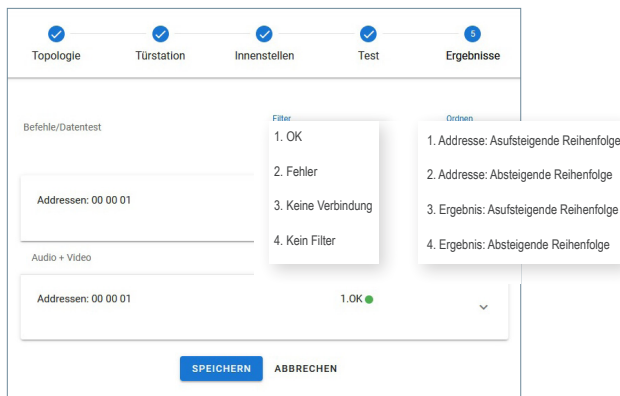 5
Topologie
Türstation
Innenstellen
Test
Ergebnisse
Befehle/Datentest
Filter
Ordnen
1. OK
2. Fehler
3. Keine Verbindung
4. Kein Filter
1. Addresse: Asufsteigende Reihenfolge
2. Addresse: Absteigende Reihenfolge
3. Ergebnis: Asufsteigende Reihenfolge
4. Ergebnis: Absteigende Reihenfolge
Addressen: 00 00 01
Audio + Video
Addressen: 00 00 01
1.OK
SPEICHERN
ABBRECHEN